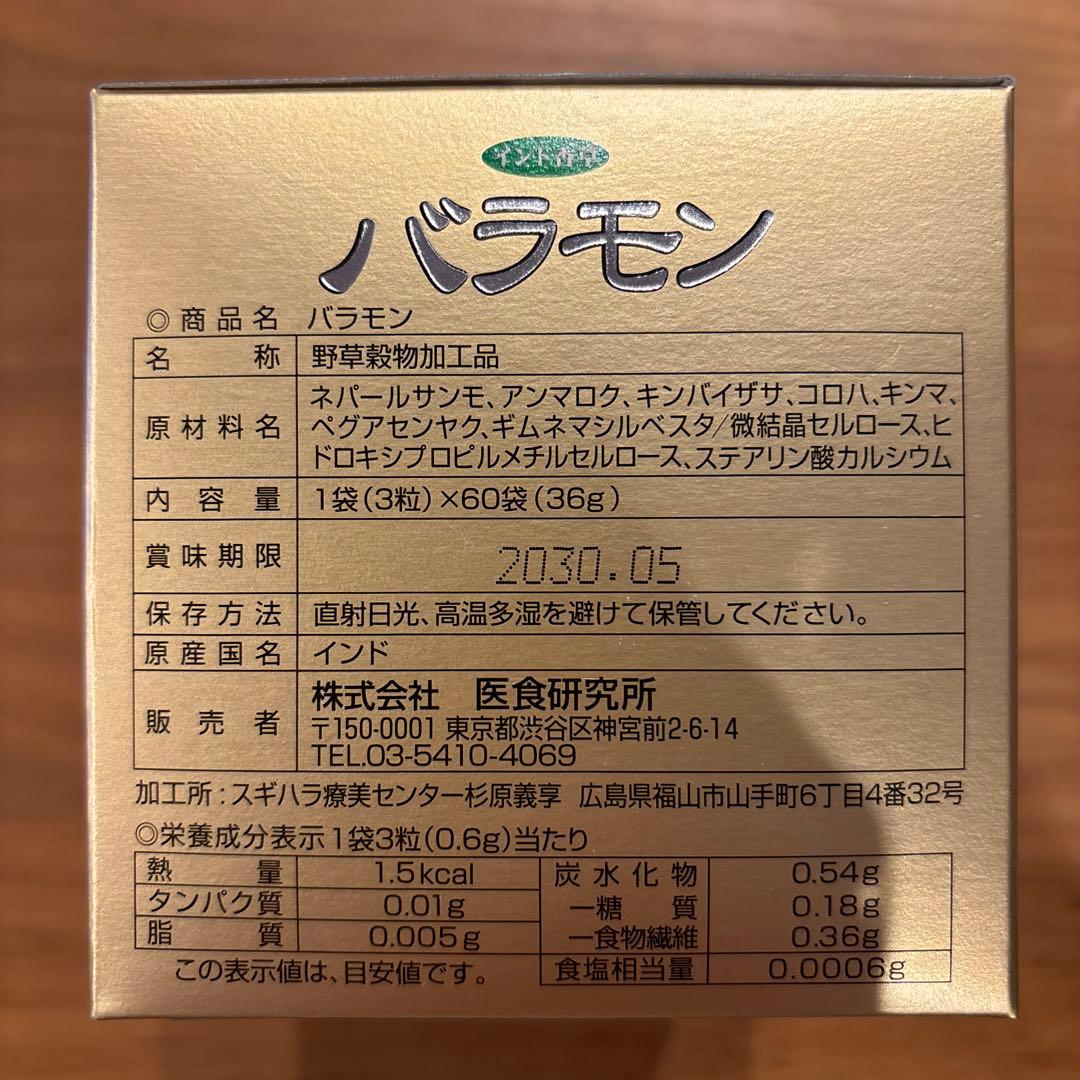 インド香草
バラモン
◎商品名 バラモン
名称 野草穀物加工品
原材料名 ネパールサンモ、アンマロク、キンバイザサ、コロハ、キンマ、
ペグアセンヤク、ギムネマシルベスタ/微結晶セルロース、ヒ
ドロキシプロピルメチルセルロース、ステアリン酸カルシウム
内容量 1袋(3粒)×60袋(36g)
賞味期限 2030.05
保存方法 直射日光、高温多湿を避けて保管してください。
原産国名 インド
販売者 株式会社 医食研究所
〒150-0001 東京都渋谷区神宮前2-6-14
TEL.03-5410-4069
加工所:スギハラ療美センター杉原義享 広島県福山市山手町6丁目4番32号
◎栄養成分表示 1袋3粒(0.6g)当たり
熱量 1.5kcal
タンパク質 0.01g
脂質 0.005g
この表示値は、目安値です。
炭水化物 0.54g
ー糖質 0.18g
ー食物繊維 0.36g
食塩相当量 0.0006g